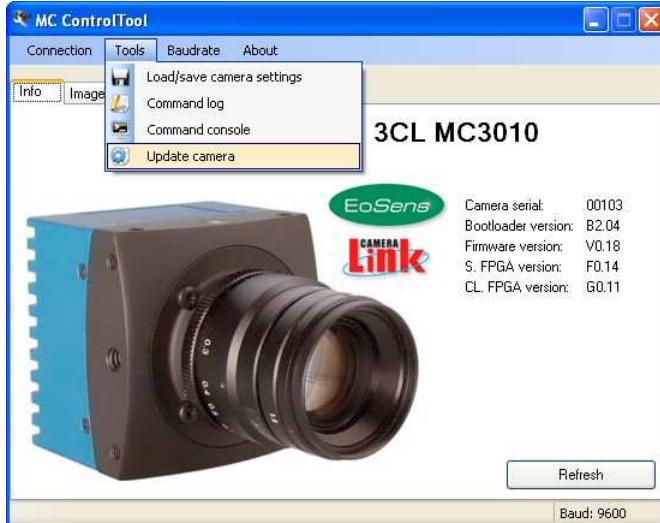 MC ControlTool
Connection Tools Baudrate About
Load/save camera settings
Command log
Command console
Update camera
Info Image
3CL MC3010
EoSens
CAMERA
Link
Camera serial: 00103
Bootloader version: B2.04
Firmware version: V0.18
S. FPGA version: F0.14
CL. FPGA version: G0.11
0.3
Refresh
Baud: 9600